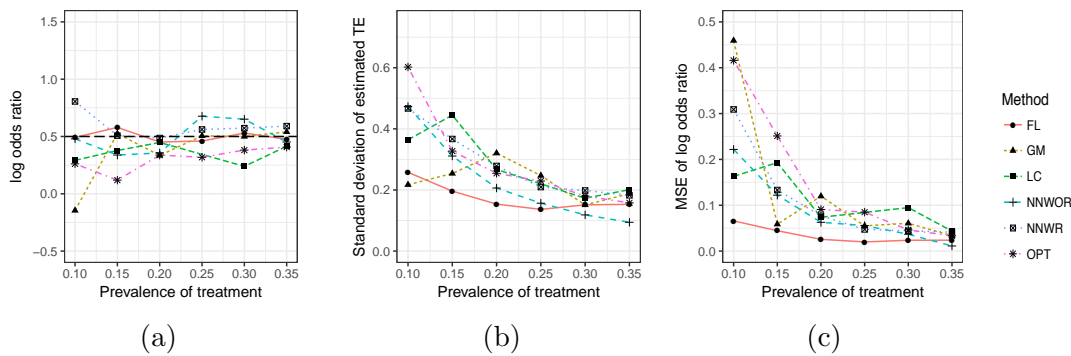 log odds ratio
1.5
1.0
0.5
0.0
−0.5
0.10 0.15 0.20 0.25 0.30 0.35
Prevalence of treatment
(a)
Standard deviation of estimated TE
0.6
0.4
0.2
0.0
0.10 0.15 0.20 0.25 0.30 0.35
Prevalence of treatment
(b)
MSE of log odds ratio
0.5
0.4
0.3
0.2
0.1
0.0
0.10 0.15 0.20 0.25 0.30 0.35
Prevalence of treatment
(c)
Method
FL
GM
LC
NNWOR
NNWR
OPT